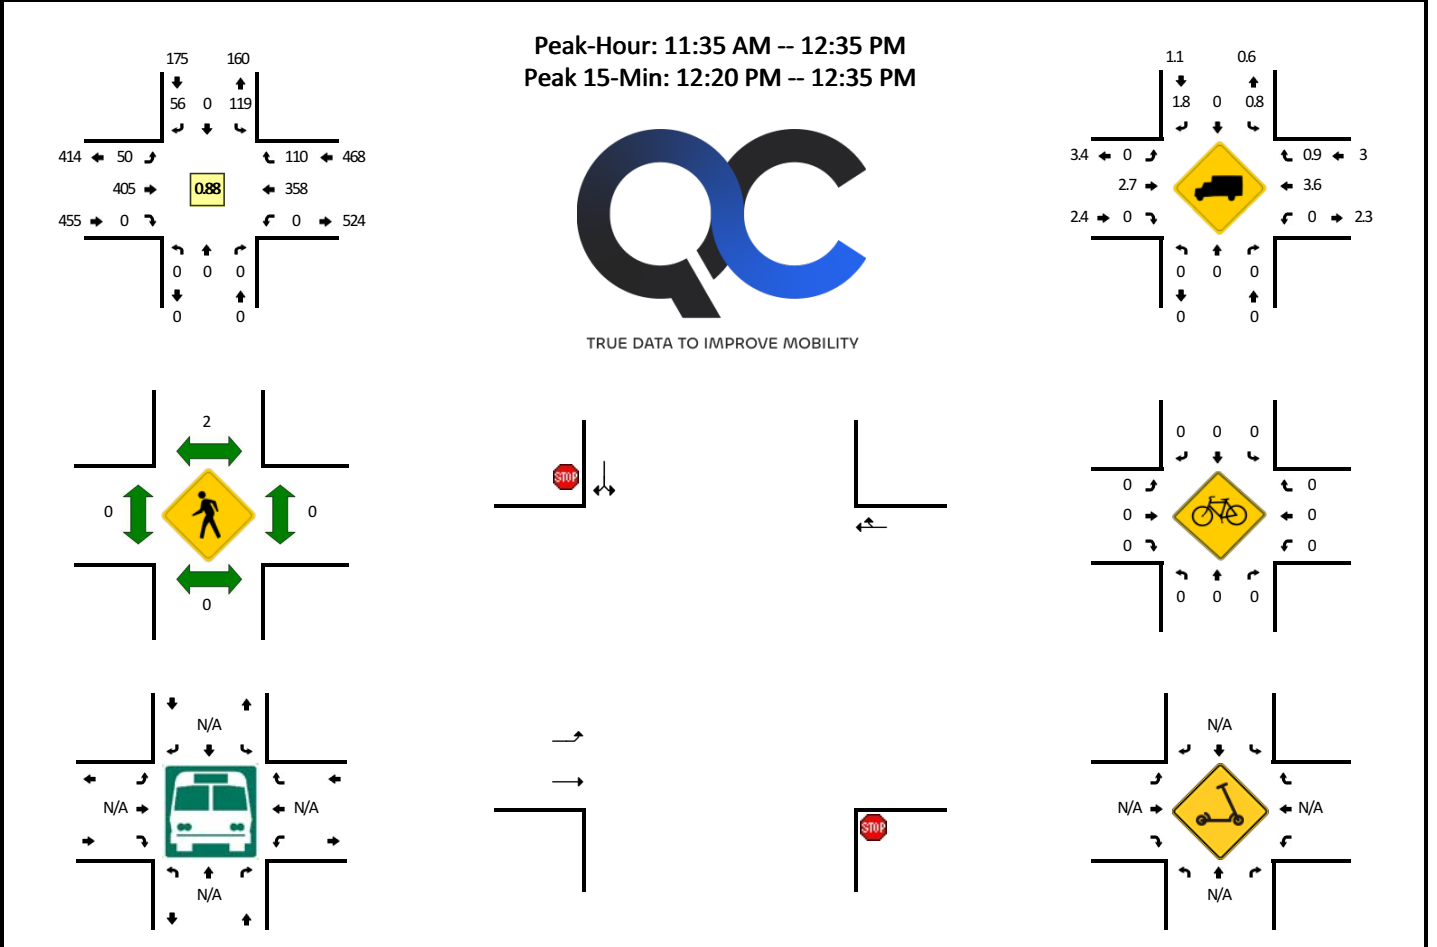 Peak-Hour: 11:35 AM -- 12:35 PM
Peak 15-Min: 12:20 PM -- 12:35 PM
175 160
56 0 119
414 50 110 468
405 0.88 358
455 0 0 524
0 0 0
0 0
QC
TRUE DATA TO IMPROVE MOBILITY
1.1 0.6
1.8 0 0.8
3.4 0 0.9 3
2.7 3.6
2.4 0 0 2.3
0 0 0
0 0
2
0 0
0
STOP
STOP
0 0 0
0 0
0 0
0 0
0 0 0
N/A
N/A N/A
N/A
N/A
N/A N/A
N/A